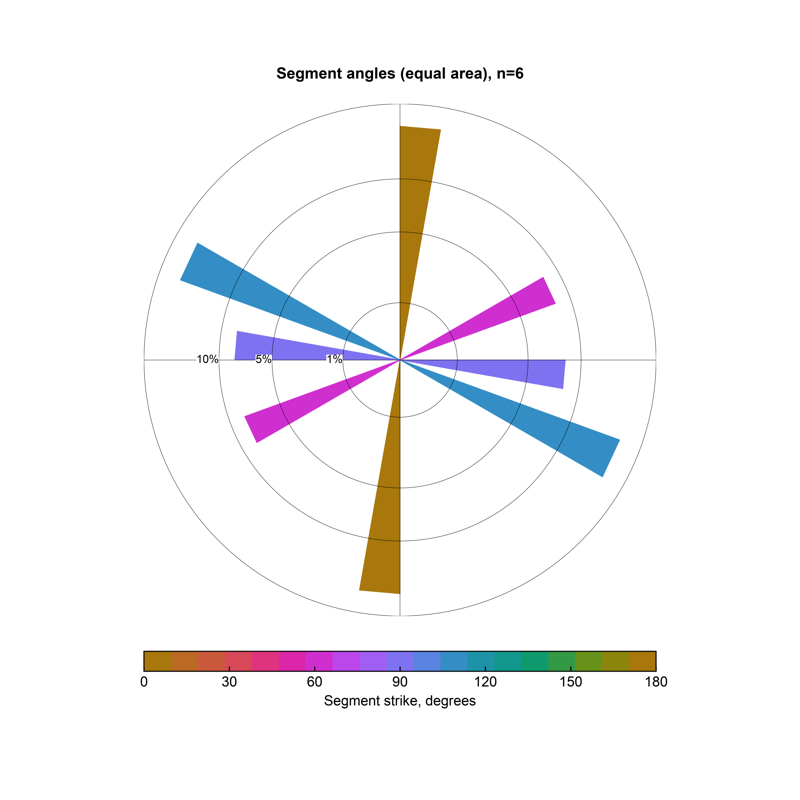 Segment angles (equal area), n=6
10% 5% 1%
0 30 60 90 120 150 180
Segment strike, degrees